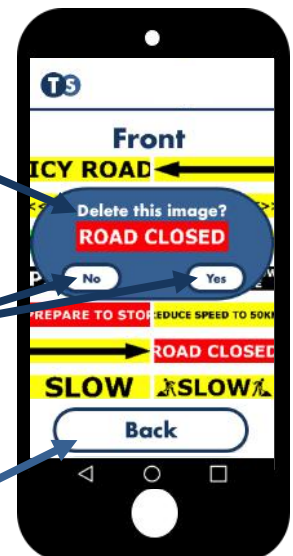 TS
Front
ICY ROAD
Delete this image?
ROAD CLOSED
No Yes
PREPARE TO STOP REDUCE SPEED TO 50K
ROAD CLOSED
SLOW SLOW
Back